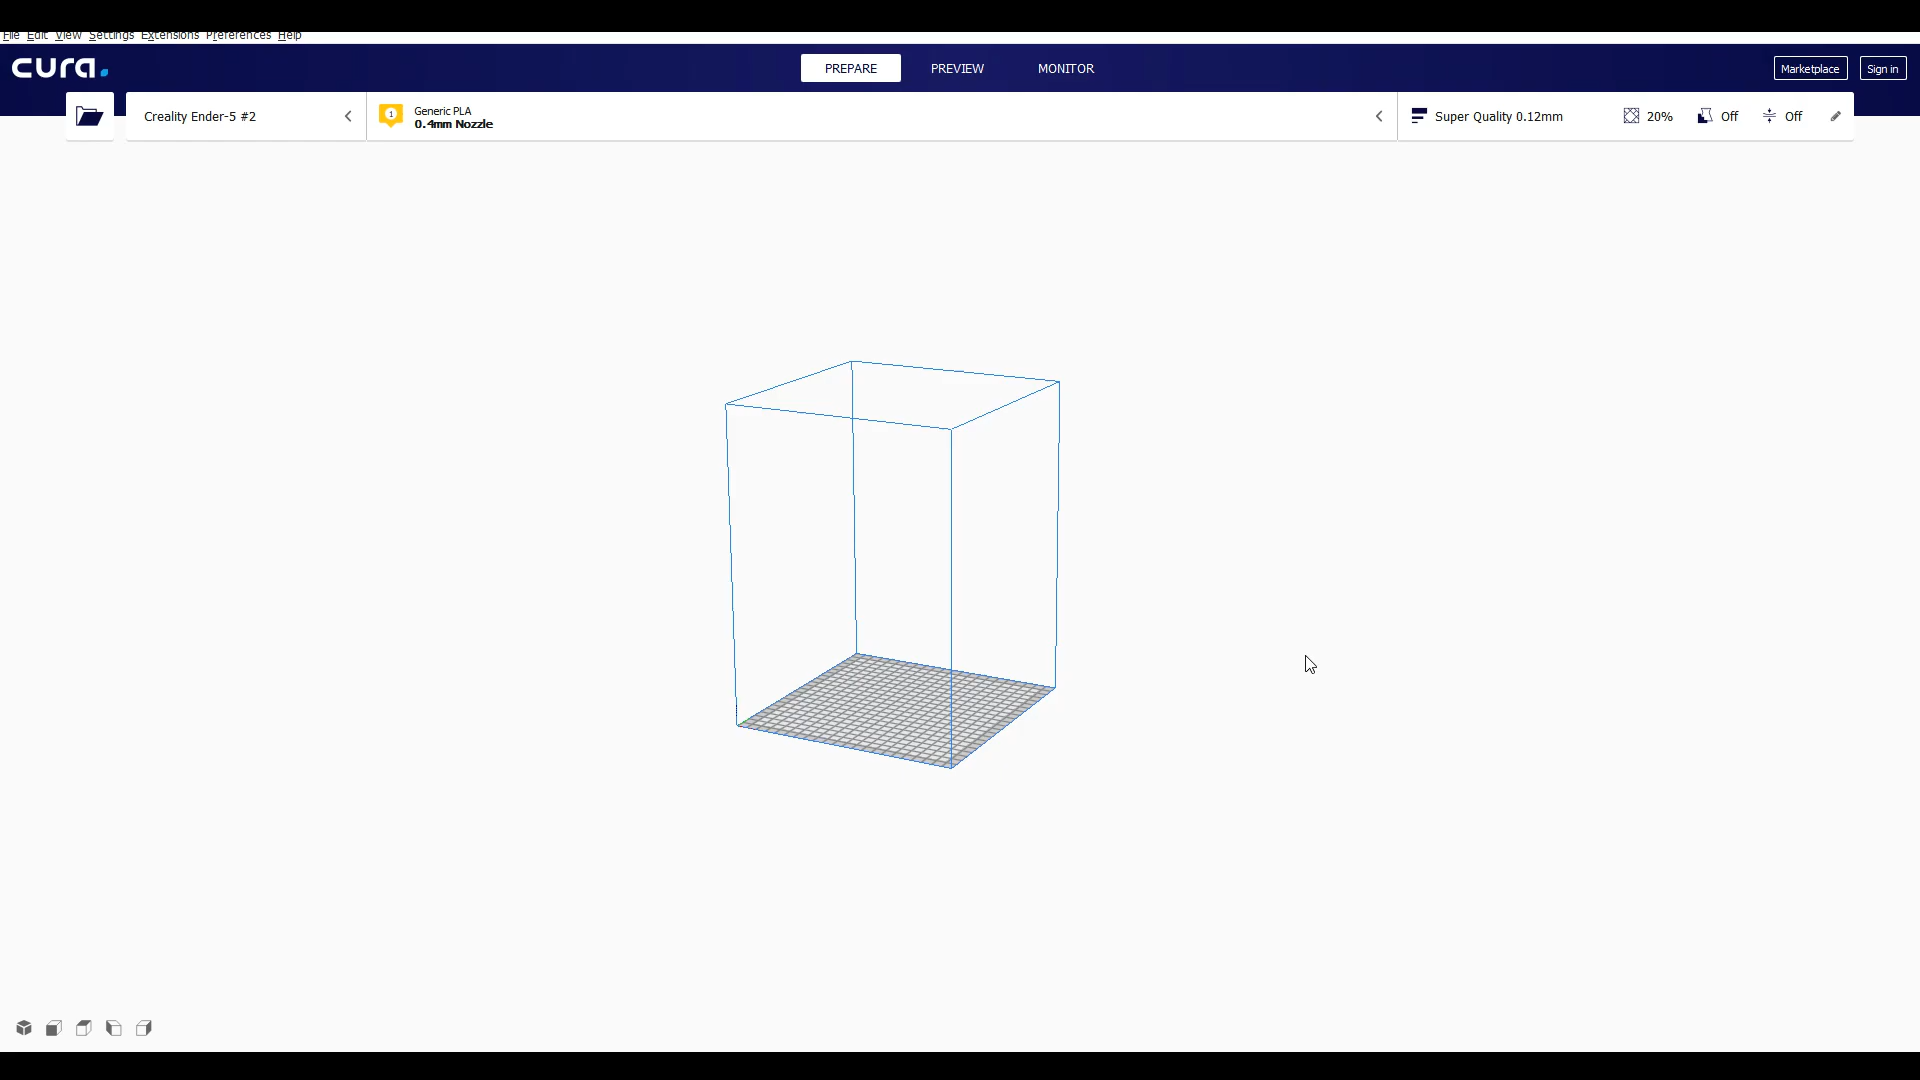 File Edit View Settings Extensions Preferences Help
cura.
PREPARE PREVIEW MONITOR
Marketplace Sign in
Creality Ender-5 #2
1
Generic PLA
0.4mm Nozzle
Super Quality 0.12mm 20% Off Off